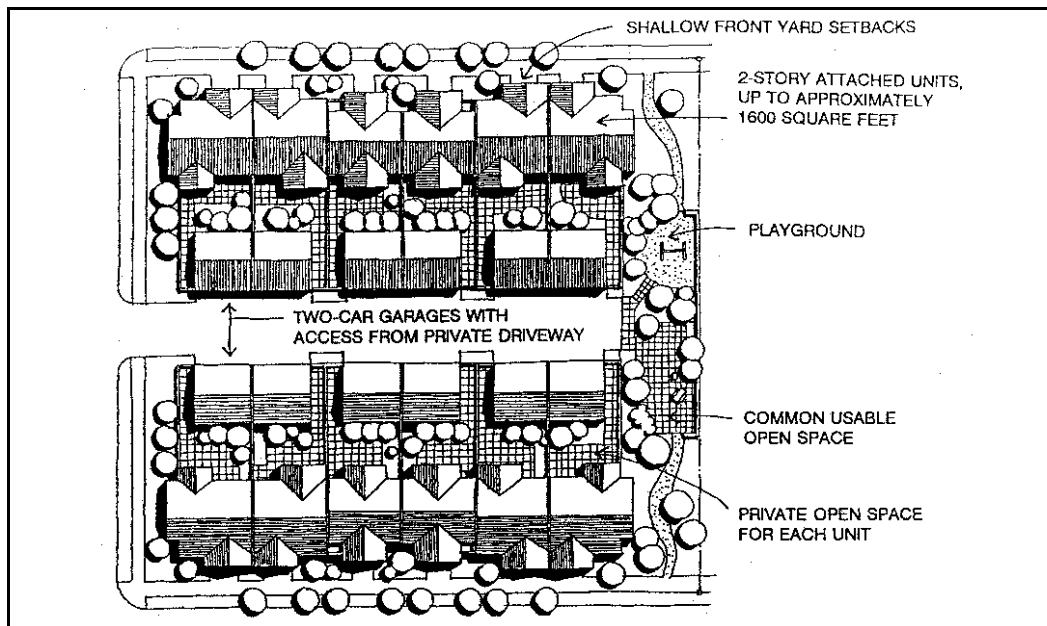 SHALLOW FRONT YARD SETBACKS
2-STORY ATTACHED UNITS,
UP TO APPROXIMATELY
1600 SQUARE FEET
PLAYGROUND
TWO-CAR GARAGES WITH
ACCESS FROM PRIVATE DRIVEWAY
COMMON USABLE
OPEN SPACE
PRIVATE OPEN SPACE
FOR EACH UNIT